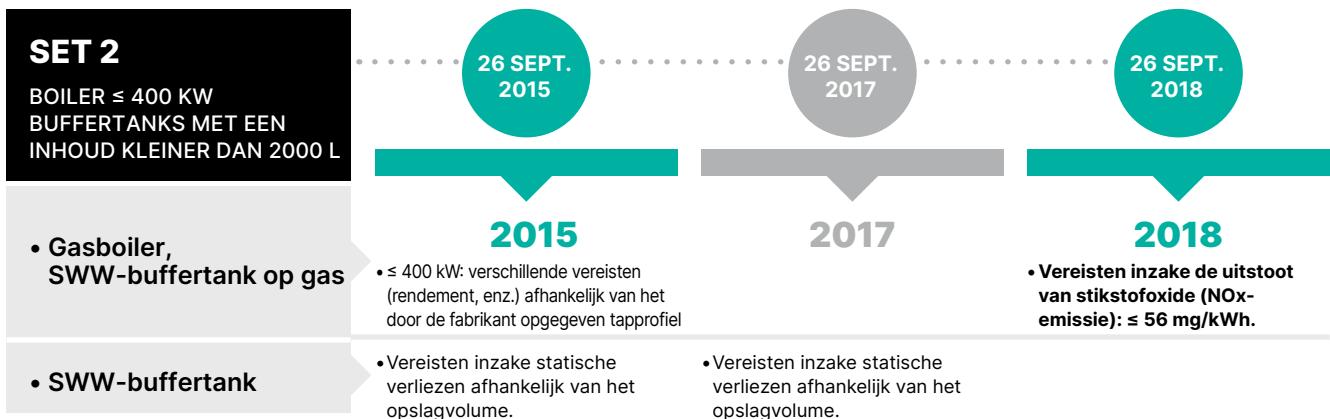 SET 2
BOILER ≤ 400 KW
BUFFERTANKS MET EEN
INHOUD KLEINER DAN 2000 L
26 SEPT.
2015
26 SEPT.
2017
26 SEPT.
2018
2015
2017
2018
• Gasboiler,
SWW-buffertank op gas
• ≤ 400 kW: verschillende vereisten
(rendement, enz.) afhankelijk van het
door de fabrikant opgegeven tapprofiel
• Vereisten inzake de uitstoot
van stikstofoxide (NOx-
emissie): ≤ 56 mg/kWh.
• SWW-buffertank
• Vereisten inzake statische
verliezen afhankelijk van het
opslagvolume.
• Vereisten inzake statische
verliezen afhankelijk van het
opslagvolume.